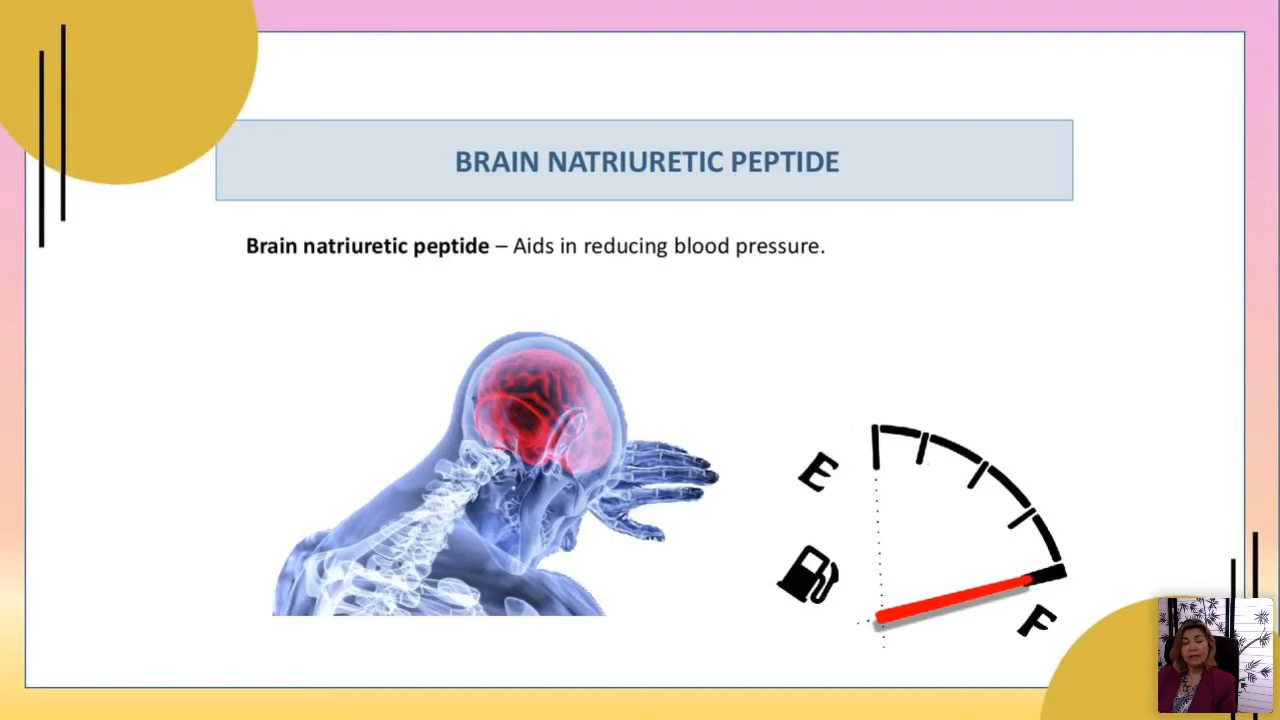 BRAIN NATRIURETIC PEPTIDE
Brain natriuretic peptide – Aids in reducing blood pressure.
E
F